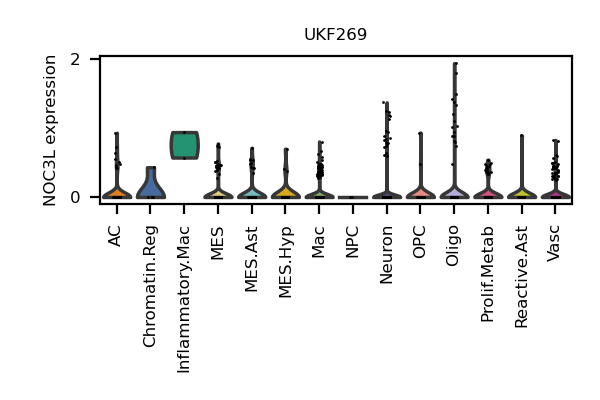 UKF269
NOC3L expression
2
0
AC
Chromatin.Reg
Inflammatory.Mac
MES
MES.Ast
MES.Hyp
Mac
NPC
Neuron
OPC
Oligo
Prolif.Metab
Reactive.Ast
Vasc